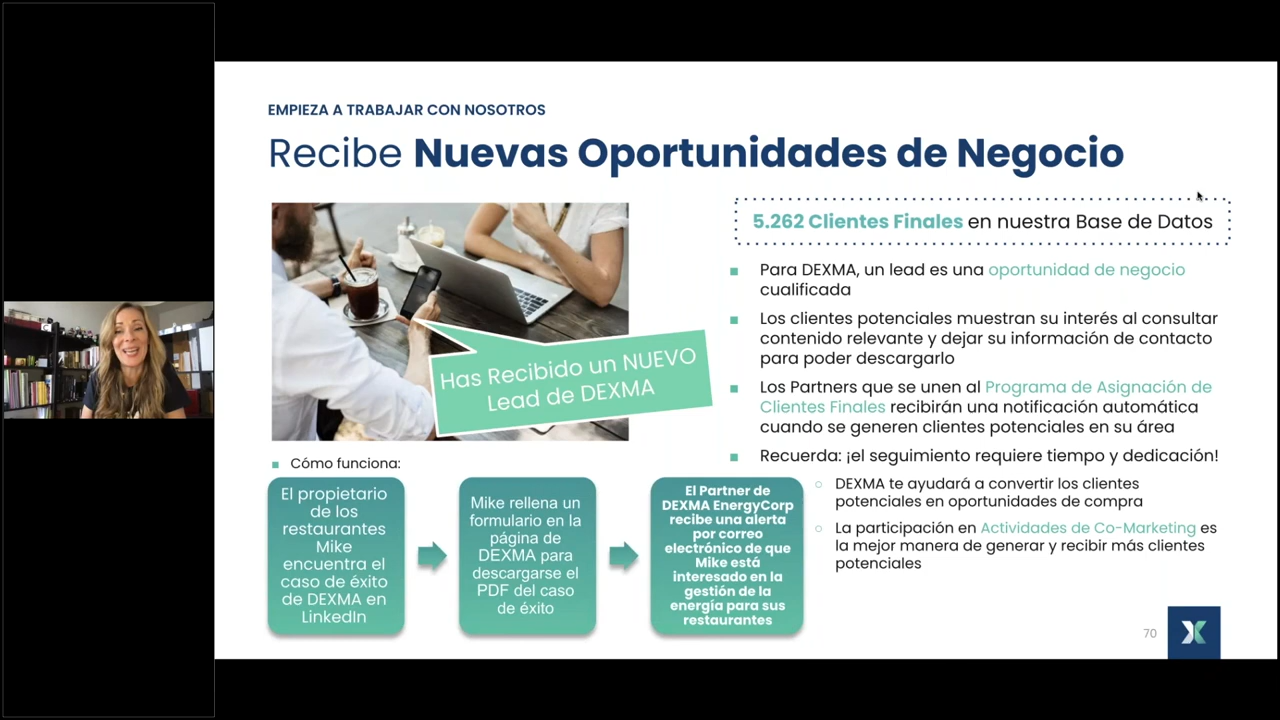 EMPIEZA A TRABAJAR CON NOSOTROS
Recibe Nuevas Oportunidades de Negocio
Has Recibido un NUEVO
Lead de DEXMA
Cómo funciona:
El propietario
de los
restaurantes
Mike
encuentra el
caso de éxito
de DEXMA en
LinkedIn
Mike rellena un
formulario en la
página de
DEXMA para
descargarse el
PDF del caso
de éxito
El Partner de
DEXMA EnergyCorp
recibe una alerta
por correo
electrónico de que
Mike está
interesado en la
gestión de la
energía para sus
restaurantes
5.262 Clientes Finales en nuestra Base de Datos
Para DEXMA, un lead es una oportunidad de negocio
cualificada
Los clientes potenciales muestran su interés al consultar
contenido relevante y dejar su información de contacto
para poder descargarlo
Los Partners que se unen al Programa de Asignación de
Clientes Finales recibirán una notificación automática
cuando se generen clientes potenciales en su área
Recuerda: ¡el seguimiento requiere tiempo y dedicación!
DEXMA te ayudará a convertir los clientes
potenciales en oportunidades de compra
La participación en Actividades de Co-Marketing es
la mejor manera de generar y recibir más clientes
potenciales
70